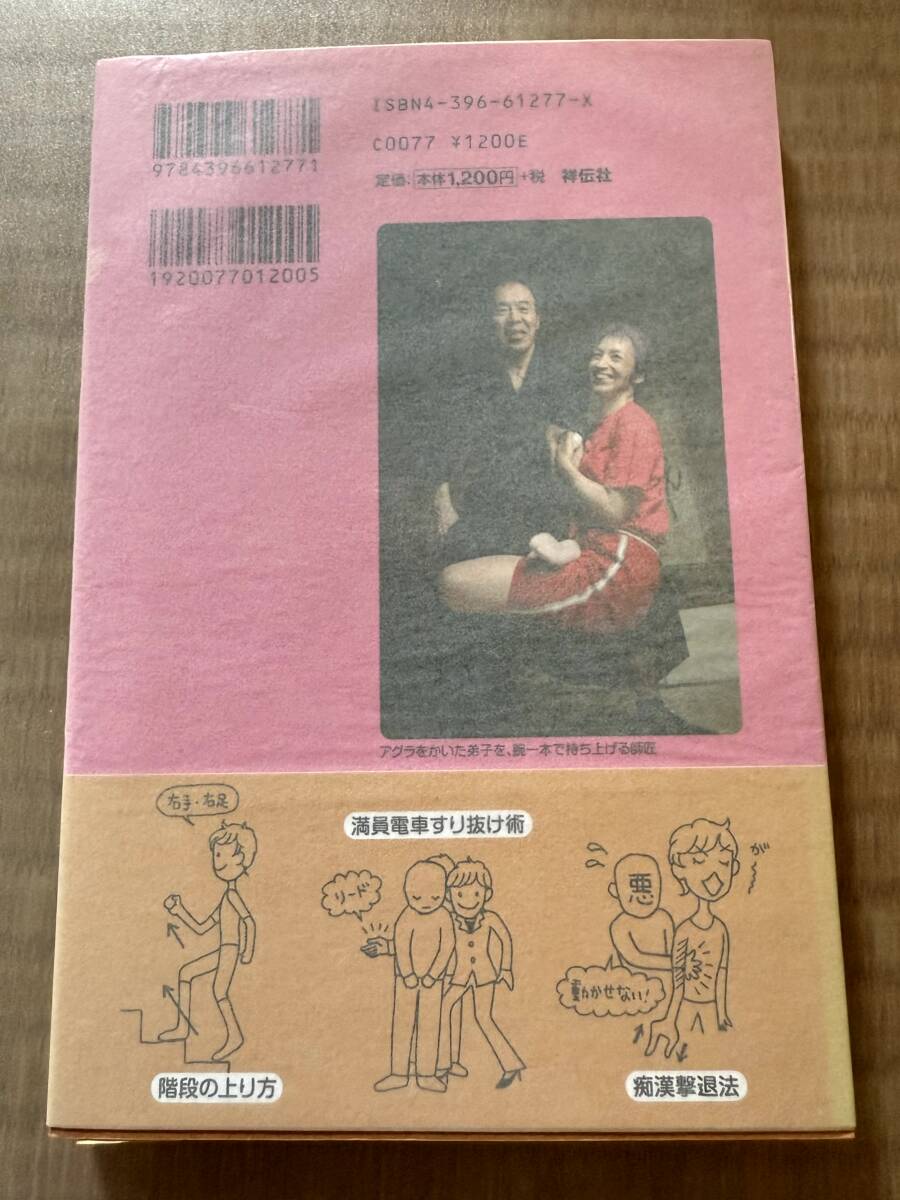 9784396612771
1920077012005
ISBN4-396-61277-X
C0077 ¥1200E
定価：本体1,200円+税 祥伝社
アグラをかいた弟子を、腕一本で持ち上げる師匠
右手・右足
階段の上り方
満員電車すり抜け術
リード
悪
が
動かせない!
痴漢撃退法